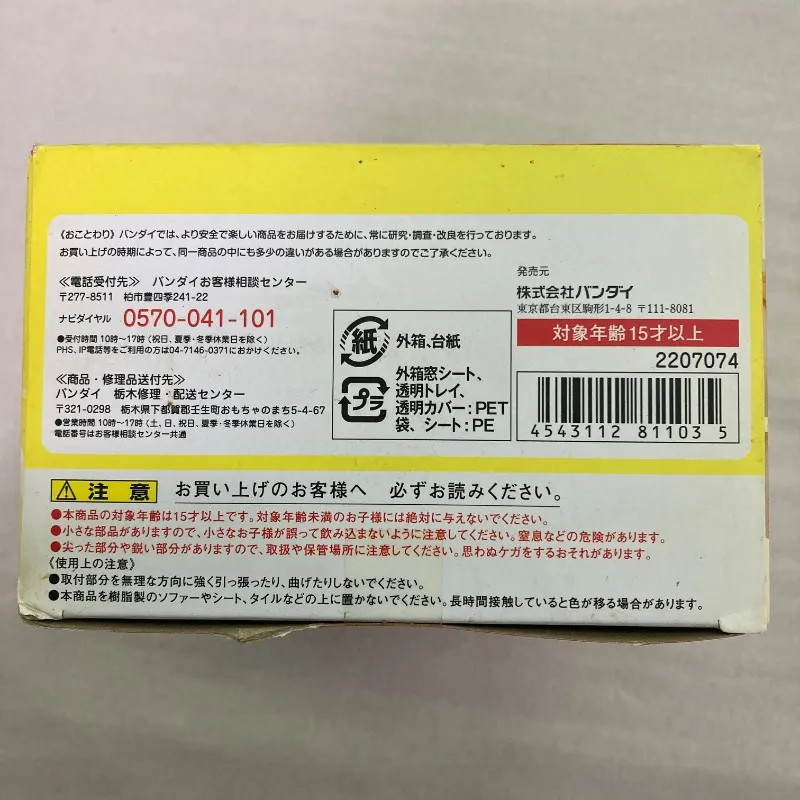 《おことわり》バンダイでは、より安全で楽しい商品をお届けするために、常に研究・調査・改良を行っております。
お買い上げの時期によって、同一商品の中にも多少の違いがある場合がありますのでご了承ください。
≪電話受付先≫ バンダイお客様相談センター
〒277-8511 柏市豊四季241-22
ナビダイヤル 0570-041-101
●受付時間 10時～17時(祝日、夏季・冬季休業日を除く)
PHS、IP電話等をご利用の方は04-7146-0371におかけください。
≪商品・修理品送付先≫
バンダイ 栃木修理・配送センター
〒321-0298 栃木県下都賀郡壬生町おもちゃのまち5-4-67
●営業時間 10時～17時(土、日、祝日、夏季・冬季休業日を除く)
電話番号はお客様相談センター共通
紙
外箱、台紙
プラ
外箱窓シート、
透明トレイ、
透明カバー:PET
袋、シート:PE
発売元
株式会社バンダイ
東京都台東区駒形1-4-8 〒111-8081
対象年齢15才以上
2207074
4543112 81103 5
注意 お買い上げのお客様へ 必ずお読みください。
●本商品の対象年齢は15才以上です。対象年齢未満のお子様には絶対に与えないでください。
●小さな部品がありますので、小さなお子様が誤って飲み込まないように注意してください。窒息などの危険があります。
●尖った部分や鋭い部分がありますので、取扱や保管場所に注意してください。思わぬケガをするおそれがあります。
《使用上の注意》
●取付部分を無理な方向に強く引っ張ったり、曲げたりしないでください。
●本商品を樹脂製のソファーやシート、タイルなどの上に置かないでください。長時間接触していると色が移る場合があります。